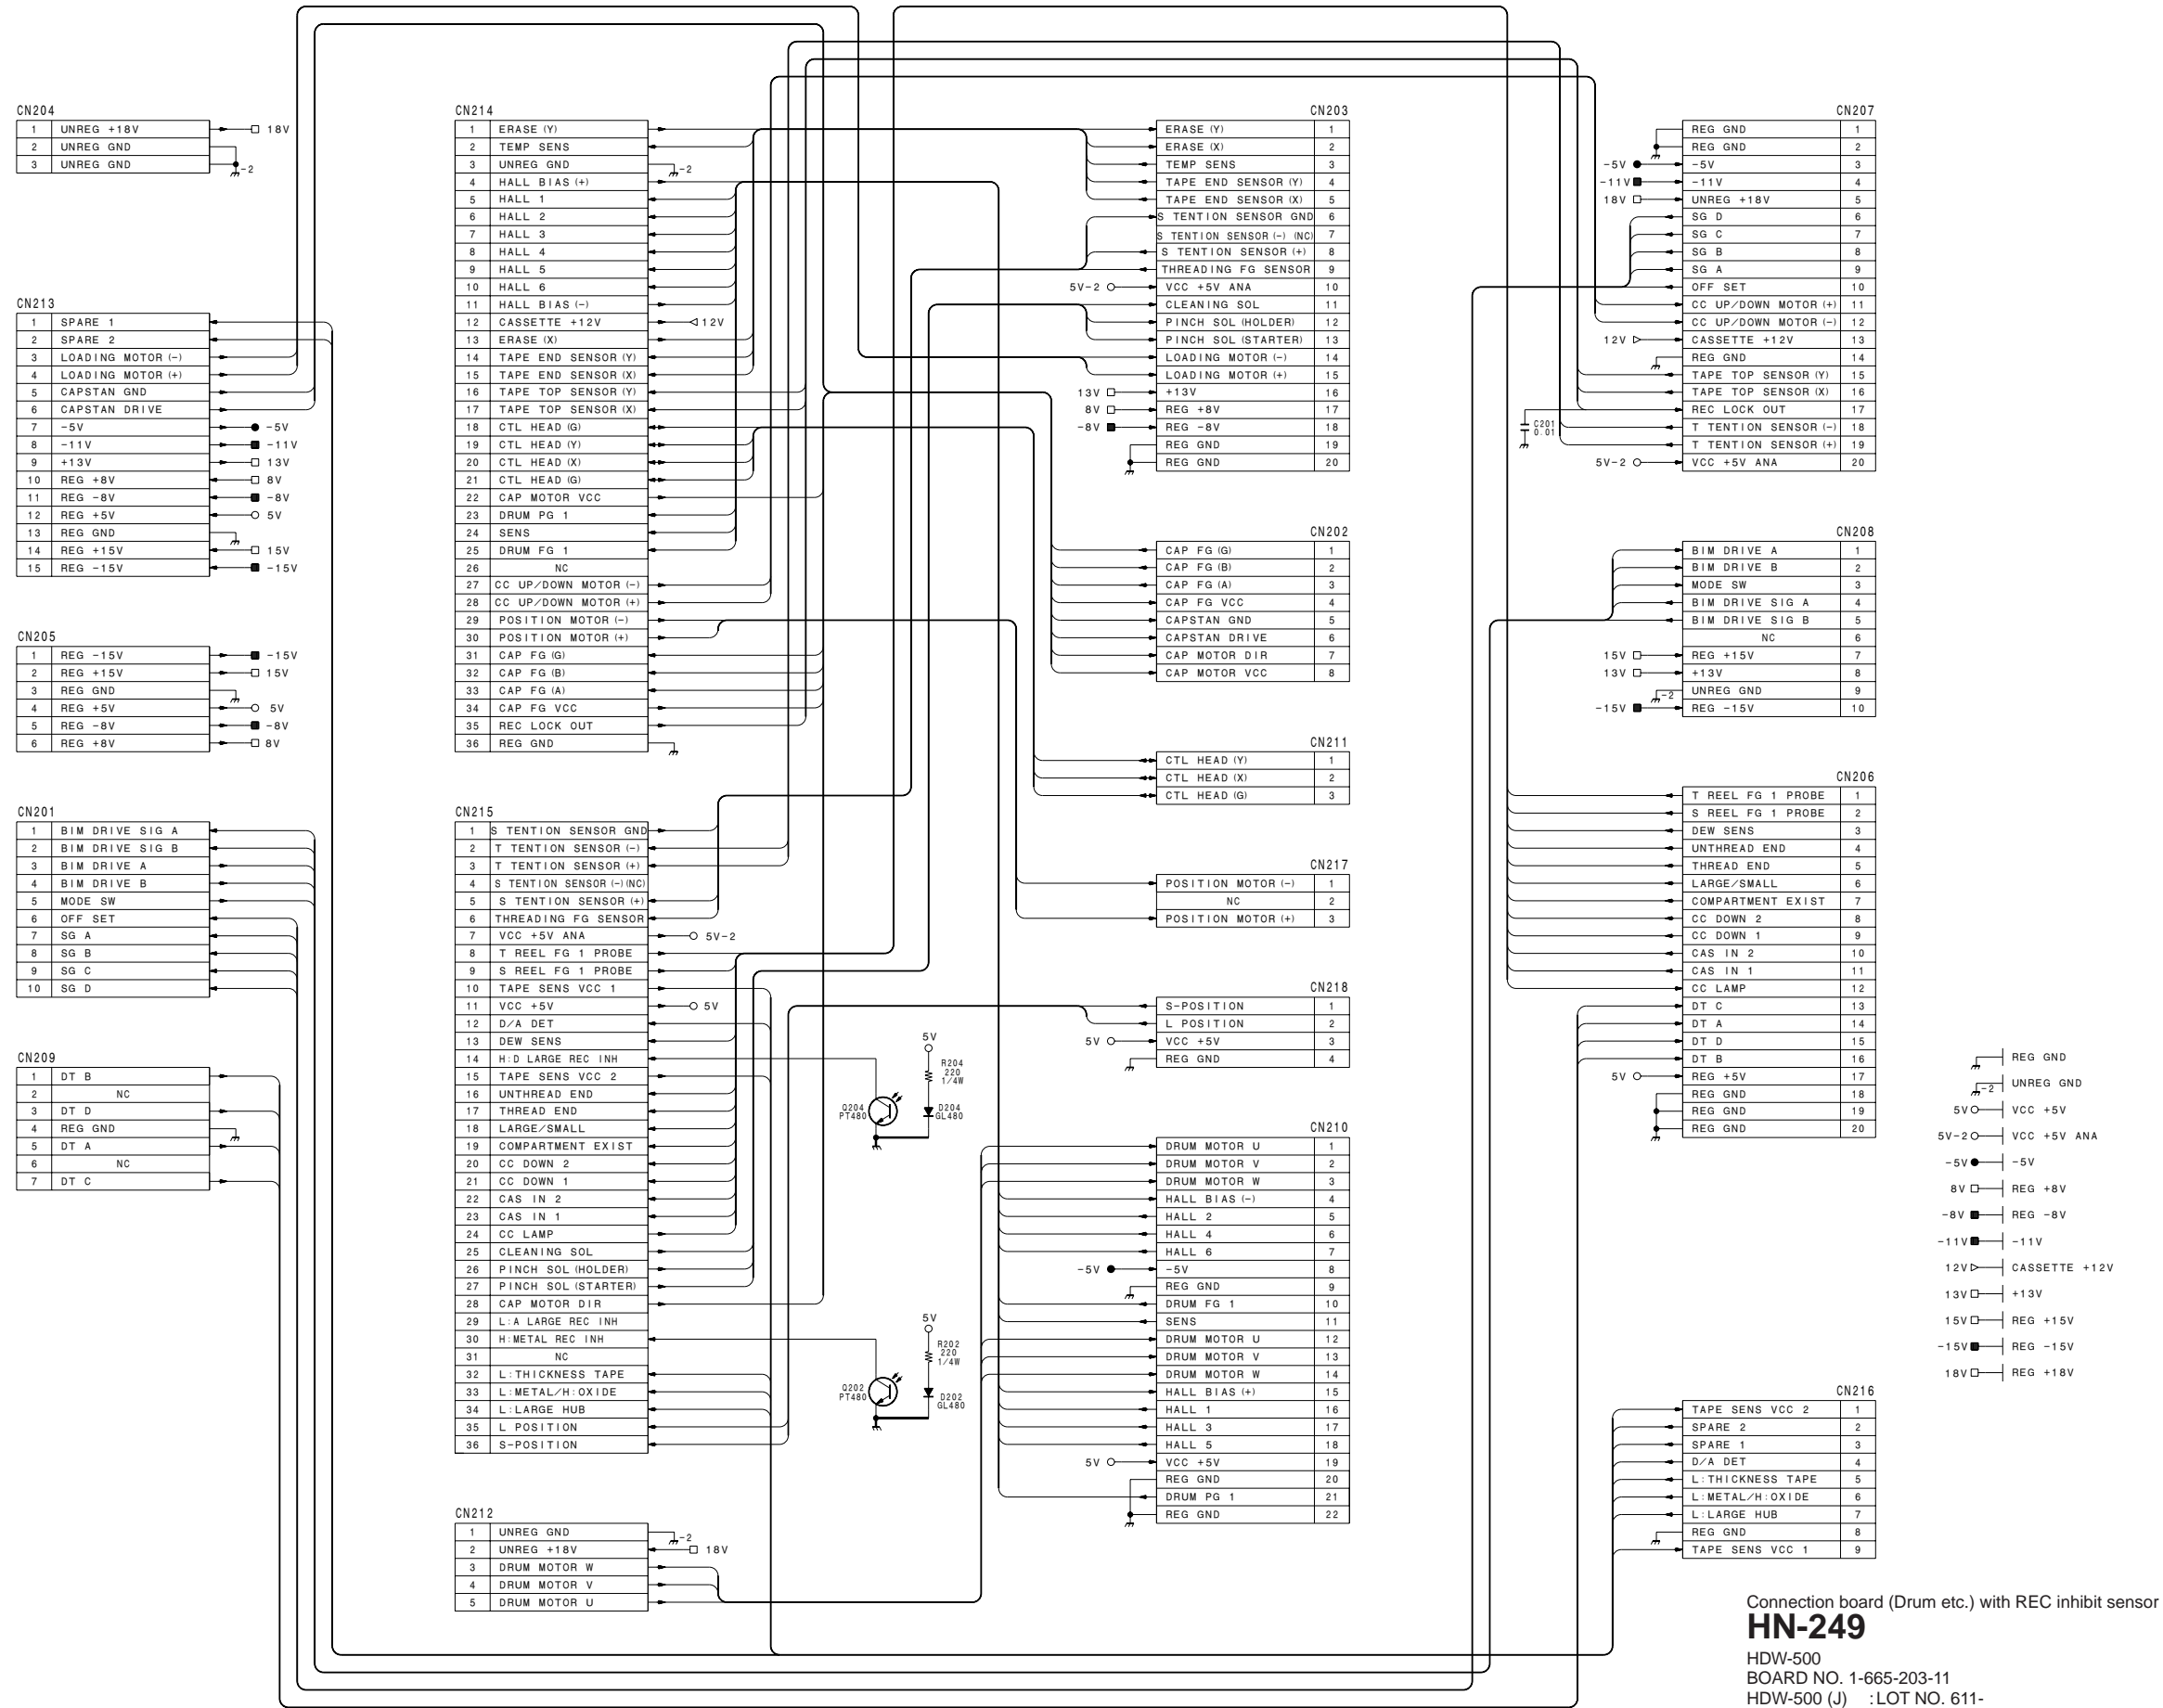 CN204
1 UNREG +18V 18V
2 UNREG GND
3 UNREG GND -2
CN213
1 SPARE 1
2 SPARE 2
3 LOADING MOTOR (-)
4 LOADING MOTOR (+)
5 CAPSTAN GND
6 CAPSTAN DRIVE
7 -5V -5V
8 -11V -11V
9 +13V 13V
10 REG +8V 8V
11 REG -8V -8V
12 REG +5V 5V
13 REG GND
14 REG +15V 15V
15 REG -15V -15V
CN205
1 REG -15V -15V
2 REG +15V 15V
3 REG GND
4 REG +5V 5V
5 REG -8V -8V
6 REG +8V 8V
CN201
1 BIM DRIVE SIG A
2 BIM DRIVE SIG B
3 BIM DRIVE A
4 BIM DRIVE B
5 MODE SW
6 OFF SET
7 SG A
8 SG B
9 SG C
10 SG D
CN209
1 DT B
2 NC
3 DT D
4 REG GND
5 DT A
6 NC
7 DT C
CN214
1 ERASE (Y)
2 TEMP SENS
3 UNREG GND -2
4 HALL BIAS (+)
5 HALL 1
6 HALL 2
7 HALL 3
8 HALL 4
9 HALL 5
10 HALL 6
11 HALL BIAS (-)
12 CASSETTE +12V 12V
13 ERASE (X)
14 TAPE END SENSOR (Y)
15 TAPE END SENSOR (X)
16 TAPE TOP SENSOR (Y)
17 TAPE TOP SENSOR (X)
18 CTL HEAD (G)
19 CTL HEAD (Y)
20 CTL HEAD (X)
21 CTL HEAD (G)
22 CAP MOTOR VCC
23 DRUM PG 1
24 SENS
25 DRUM FG 1
26 NC
27 CC UP/DOWN MOTOR (-)
28 CC UP/DOWN MOTOR (+)
29 POSITION MOTOR (-)
30 POSITION MOTOR (+)
31 CAP FG (G)
32 CAP FG (B)
33 CAP FG (A)
34 CAP FG VCC
35 REC LOCK OUT
36 REG GND
CN215
1 S TENTION SENSOR GND
2 T TENTION SENSOR (-)
3 T TENTION SENSOR (+)
4 S TENTION SENSOR (-) (NC)
5 S TENTION SENSOR (+)
6 THREADING FG SENSOR
7 VCC +5V ANA 5V-2
8 T REEL FG 1 PROBE
9 S REEL FG 1 PROBE
10 TAPE SENS VCC 1
11 VCC +5V 5V
12 D/A DET
13 DEW SENS
14 H:D LARGE REC INH
15 TAPE SENS VCC 2
16 UNTHREAD END
17 THREAD END
18 LARGE/SMALL
19 COMPARTMENT EXIST
20 CC DOWN 2
21 CC DOWN 1
22 CAS IN 2
23 CAS IN 1
24 CC LAMP
25 CLEANING SOL
26 PINCH SOL (HOLDER)
27 PINCH SOL (STARTER)
28 CAP MOTOR DIR
29 L:A LARGE REC INH
30 H:METAL REC INH
31 NC
32 L:THICKNESS TAPE
33 L:METAL/H:OXIDE
34 L:LARGE HUB
35 L POSITION
36 S-POSITION
CN212
1 UNREG GND -2
2 UNREG +18V 18V
3 DRUM MOTOR W
4 DRUM MOTOR V
5 DRUM MOTOR U
5V
R204
220
1/4W
Q204
PT480
D204
GL480
5V
R202
220
1/4W
Q202
PT480
D202
GL480
CN203
ERASE (Y) 1
ERASE (X) 2
TEMP SENS 3
TAPE END SENSOR (Y) 4
TAPE END SENSOR (X) 5
S TENTION SENSOR GND 6
S TENTION SENSOR (-) (NC) 7
S TENTION SENSOR (+) 8
THREADING FG SENSOR 9
5V-2 VCC +5V ANA 10
CLEANING SOL 11
PINCH SOL (HOLDER) 12
PINCH SOL (STARTER) 13
LOADING MOTOR (-) 14
LOADING MOTOR (+) 15
13V +13V 16
8V REG +8V 17
-8V REG -8V 18
REG GND 19
REG GND 20
CN202
CAP FG (G) 1
CAP FG (B) 2
CAP FG (A) 3
CAP FG VCC 4
CAPSTAN GND 5
CAPSTAN DRIVE 6
CAP MOTOR DIR 7
CAP MOTOR VCC 8
CN211
CTL HEAD (Y) 1
CTL HEAD (X) 2
CTL HEAD (G) 3
CN217
POSITION MOTOR (-) 1
NC 2
POSITION MOTOR (+) 3
CN218
S-POSITION 1
L POSITION 2
5V VCC +5V 3
REG GND 4
CN210
DRUM MOTOR U 1
DRUM MOTOR V 2
DRUM MOTOR W 3
HALL BIAS (-) 4
HALL 2 5
HALL 4 6
HALL 6 7
-5V -5V 8
REG GND 9
DRUM FG 1 10
SENS 11
DRUM MOTOR U 12
DRUM MOTOR V 13
DRUM MOTOR W 14
HALL BIAS (+) 15
HALL 1 16
HALL 3 17
HALL 5 18
5V VCC +5V 19
REG GND 20
DRUM PG 1 21
REG GND 22
CN207
REG GND 1
REG GND 2
-5V -5V 3
-11V -11V 4
18V UNREG +18V 5
SG D 6
SG C 7
SG B 8
SG A 9
OFF SET 10
CC UP/DOWN MOTOR (+) 11
CC UP/DOWN MOTOR (-) 12
12V CASSETTE +12V 13
REG GND 14
TAPE TOP SENSOR (Y) 15
TAPE TOP SENSOR (X) 16
REC LOCK OUT 17
C201
0.01
T TENTION SENSOR (-) 18
T TENTION SENSOR (+) 19
5V-2 VCC +5V ANA 20
CN208
BIM DRIVE A 1
BIM DRIVE B 2
MODE SW 3
BIM DRIVE SIG A 4
BIM DRIVE SIG B 5
NC 6
15V REG +15V 7
13V +13V 8
-2 UNREG GND 9
-15V REG -15V 10
CN206
T REEL FG 1 PROBE 1
S REEL FG 1 PROBE 2
DEW SENS 3
UNTHREAD END 4
THREAD END 5
LARGE/SMALL 6
COMPARTMENT EXIST 7
CC DOWN 2 8
CC DOWN 1 9
CAS IN 2 10
CAS IN 1 11
CC LAMP 12
DT C 13
DT A 14
DT D 15
DT B 16
5V REG +5V 17
REG GND 18
REG GND 19
REG GND 20
CN216
TAPE SENS VCC 2 1
SPARE 2 2
SPARE 1 3
D/A DET 4
L:THICKNESS TAPE 5
L:METAL/H:OXIDE 6
L:LARGE HUB 7
REG GND 8
TAPE SENS VCC 1 9
REG GND
-2 UNREG GND
5V VCC +5V
5V-2 VCC +5V ANA
-5V -5V
8V REG +8V
-8V REG -8V
-11V -11V
12V CASSETTE +12V
13V +13V
15V REG +15V
-15V REG -15V
18V REG +18V
Connection board (Drum etc.) with REC inhibit sensor
HN-249
HDW-500
BOARD NO. 1-665-203-11
HDW-500 (J) :LOT NO. 611-